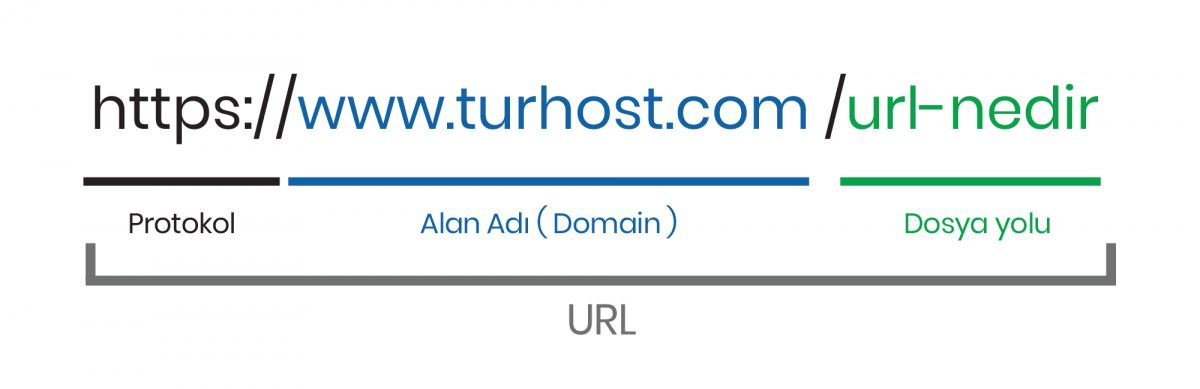 https://www.turhost.com /url-nedir
Protokol Alan Adı ( Domain ) Dosya yolu
URL